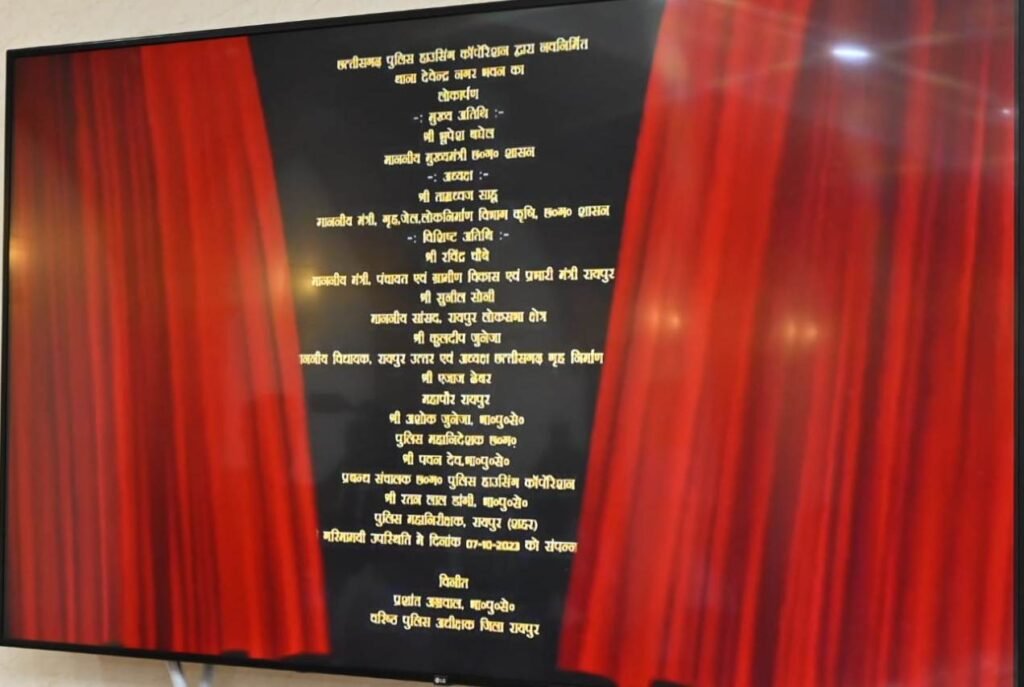 छत्तीसगढ़ पुलिस हाउसिंग कॉर्पोरेशन द्वारा नवनिर्मित
थाना देवेन्द्र नगर भवन का
लोकार्पण
-: मुख्य अतिथि :-
श्री भूपेश बघेल
माननीय मुख्यमंत्री छ०ग० शासन
-: अध्यक्ष :-
श्री ताम्रध्वज साहू
माननीय मंत्री, गृह,जेल,लोकनिर्माण विभाग कृषि, छ०ग० शासन
-: विशिष्ट अतिथि :-
श्री रविंद्र चौबे
माननीय मंत्री, पंचायत एवं ग्रामीण विकास एवं प्रभारी मंत्री रायपुर
श्री सुनील सोनी
माननीय सांसद, रायपुर लोकसभा क्षेत्र
श्री कुलदीप जुनेजा
ाननीय विधायक, रायपुर उत्तर एवं अध्यक्ष छत्तीसगढ़ गृह निर्माण
श्री एजाज ढेबर
महापौर रायपुर
श्री अशोक जुनेजा, भा०पु०से०
पुलिस महानिदेशक छ०ग०
श्री पवन देव,भा०पु०से०
प्रबन्ध संचालक छ०ग० पुलिस हाउसिंग कॉर्पोरेशन
श्री रतन लाल डांगी, भा०पु०से०
पुलिस महानिरीक्षक, रायपुर (शहर)
गरिमामयी उपस्थिति मे दिनांक 07-10-2023 को संपन्न
विनीत
प्रशांत अग्रवाल, भा०पु०से०
वरिष्ठ पुलिस अधीक्षक जिला रायपुर
LG